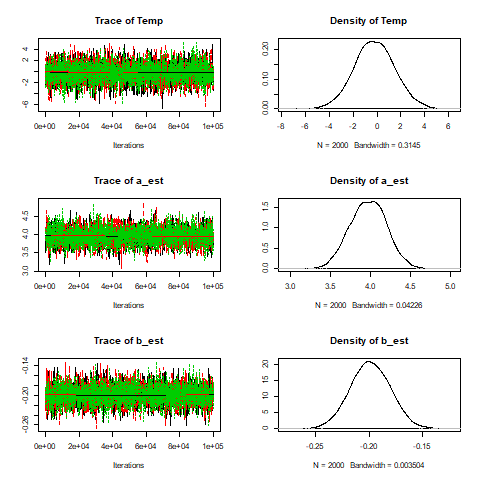 Trace of Temp
Density of Temp
4
2
-2
-6
0e+00 2e+04 4e+04 6e+04 8e+04 1e+05
Iterations
0.20
0.10
0.00
-8 -6 -4 -2 0 2 4 6
N = 2000 Bandwidth = 0.3145
Trace of a_est
Density of a_est
4.5
4.0
3.5
3.0
0e+00 2e+04 4e+04 6e+04 8e+04 1e+05
Iterations
1.5
1.0
0.5
0.0
3.0 3.5 4.0 4.5 5.0
N = 2000 Bandwidth = 0.04226
Trace of b_est
Density of b_est
-0.14
-0.20
-0.26
0e+00 2e+04 4e+04 6e+04 8e+04 1e+05
Iterations
20
15
10
5
0
-0.25 -0.20 -0.15
N = 2000 Bandwidth = 0.003504